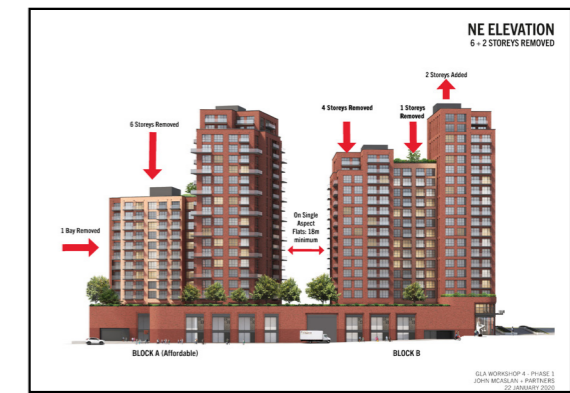 NE ELEVATION
6 + 2 STOREYS REMOVED
2 Storeys Added
4 Storeys Removed
1 Storeys
Removed
6 Storeys Removed
On Single
Aspect
Flats: 18m
minimum
1 Bay Removed
BLOCK A (Affordable)
BLOCK B
GLA WORKSHOP 4 - PHASE 1
JOHN MCASLAN + PARTNERS
22 JANUARY 2020